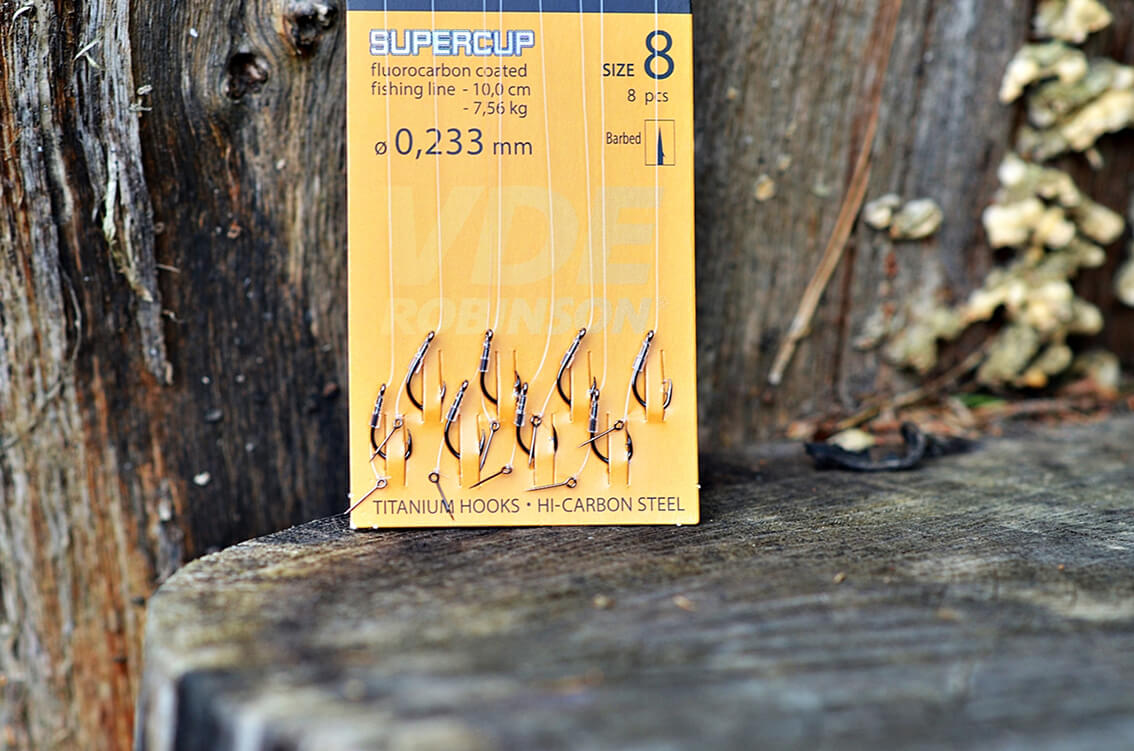 SUPERCUP
fluorocarbon coated
fishing line - 10,0 cm
- 7,56 kg
ø 0,233 mm
SIZE 8
8 pcs
Barbed
VDE
ROBINSON
TITANIUM HOOKS • HI-CARBON STEEL